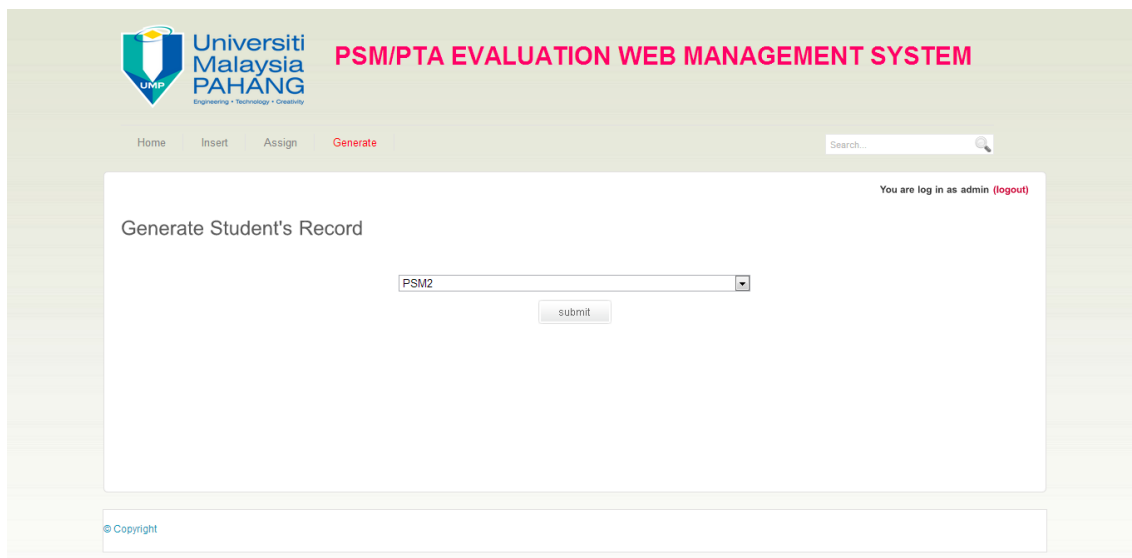 Universiti
Malaysia
PAHANG
Engineering • Technology • Creativity
UMP
PSM/PTA EVALUATION WEB MANAGEMENT SYSTEM
Home Insert Assign Generate
Search...
You are log in as admin (logout)
Generate Student's Record
PSM2
submit
© Copyright